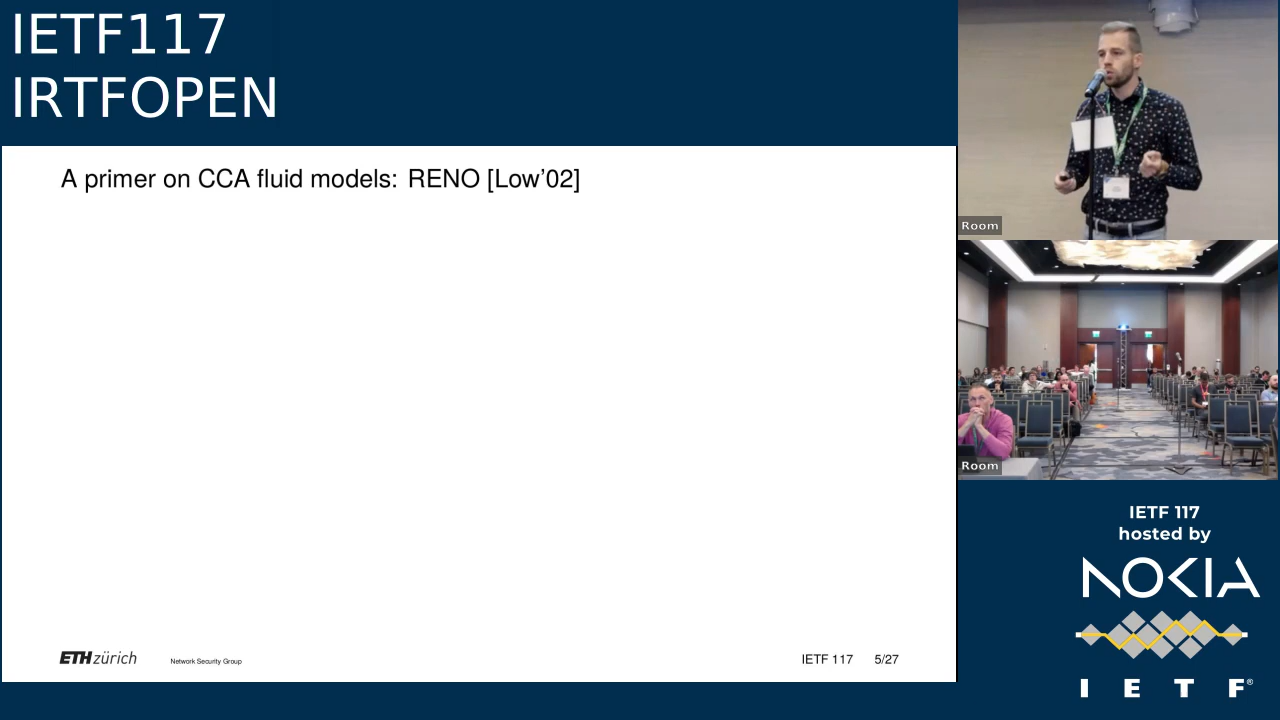 IETF117
IRTFOPEN
A primer on CCA fluid models: RENO [Low'02]
ETH zürich
Network Security Group
IETF 117 5/27
Room
Room
IETF 117
hosted by
NOKIA
I E T F®